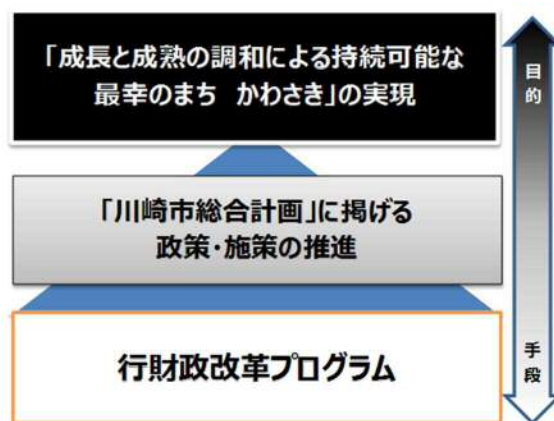 「成長と成熟の調和による持続可能な
最幸のまち　かわさき」の実現
「川崎市総合計画」に掲げる
政策・施策の推進
行財政改革プログラム
目的
手段